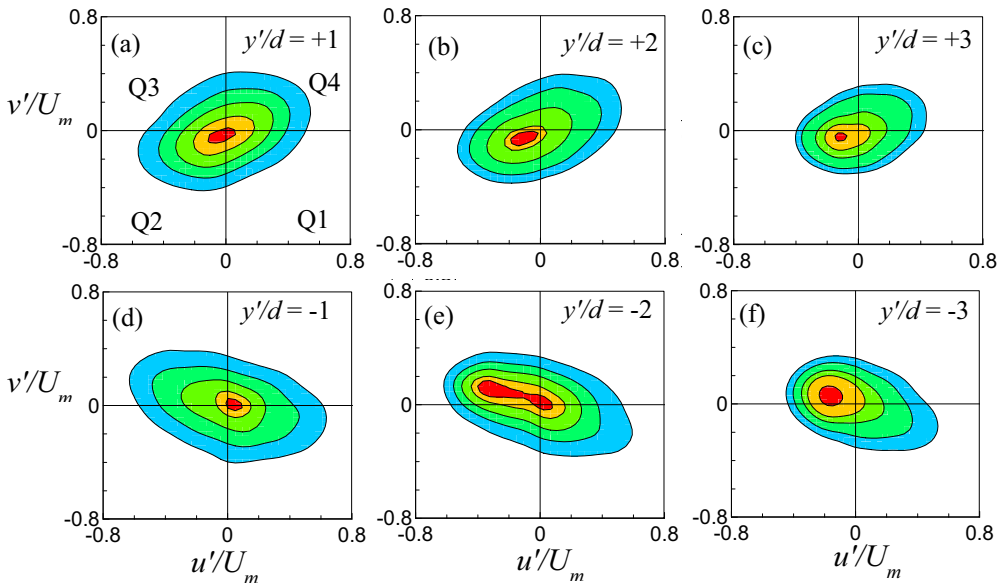 0.8 (a) y'/d = +1 0.8 (b) y'/d = +2 0.8 (c) y'/d = +3
Q3 Q4
v'/U_m 0 0 0
Q2 Q1
-0.8 -0.8 -0.8
-0.8 0 0.8 -0.8 0 0.8 -0.8 0 0.8
0.8 (d) y'/d = -1 0.8 (e) y'/d = -2 0.8 (f) y'/d = -3
v'/U_m 0 0 0
-0.8 -0.8 -0.8
-0.8 0 0.8 -0.8 0 0.8 -0.8 0 0.8
u'/U_m u'/U_m u'/U_m